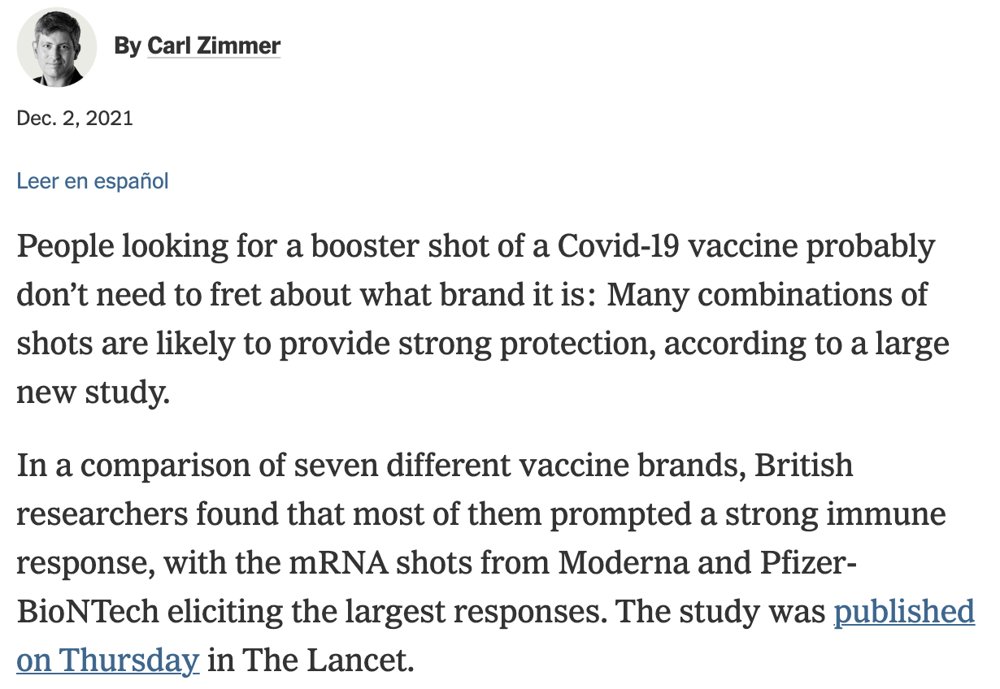 By Carl Zimmer
Dec. 2, 2021
Leer en español
People looking for a booster shot of a Covid-19 vaccine probably
don’t need to fret about what brand it is: Many combinations of
shots are likely to provide strong protection, according to a large
new study.
In a comparison of seven different vaccine brands, British
researchers found that most of them prompted a strong immune
response, with the mRNA shots from Moderna and Pfizer-
BioNTech eliciting the largest responses. The study was published
on Thursday in The Lancet.